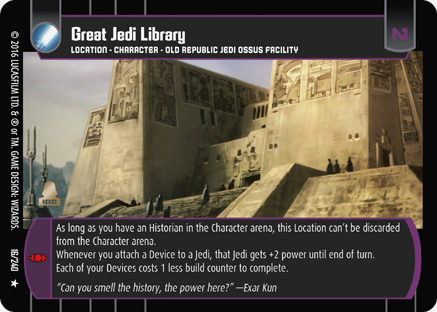 Great Jedi Library
LOCATION - CHARACTER - OLD REPUBLIC JEDI OSSUS FACILITY
2
© 2016 LUCASFILM LTD. & ® or TM. GAME DESIGN: WIZARDS.
16/240
As long as you have an Historian in the Character arena, this Location can't be discarded
from the Character arena.
Whenever you attach a Device to a Jedi, that Jedi gets +2 power until end of turn.
Each of your Devices costs 1 less build counter to complete.
"Can you smell the history, the power here?" —Exar Kun